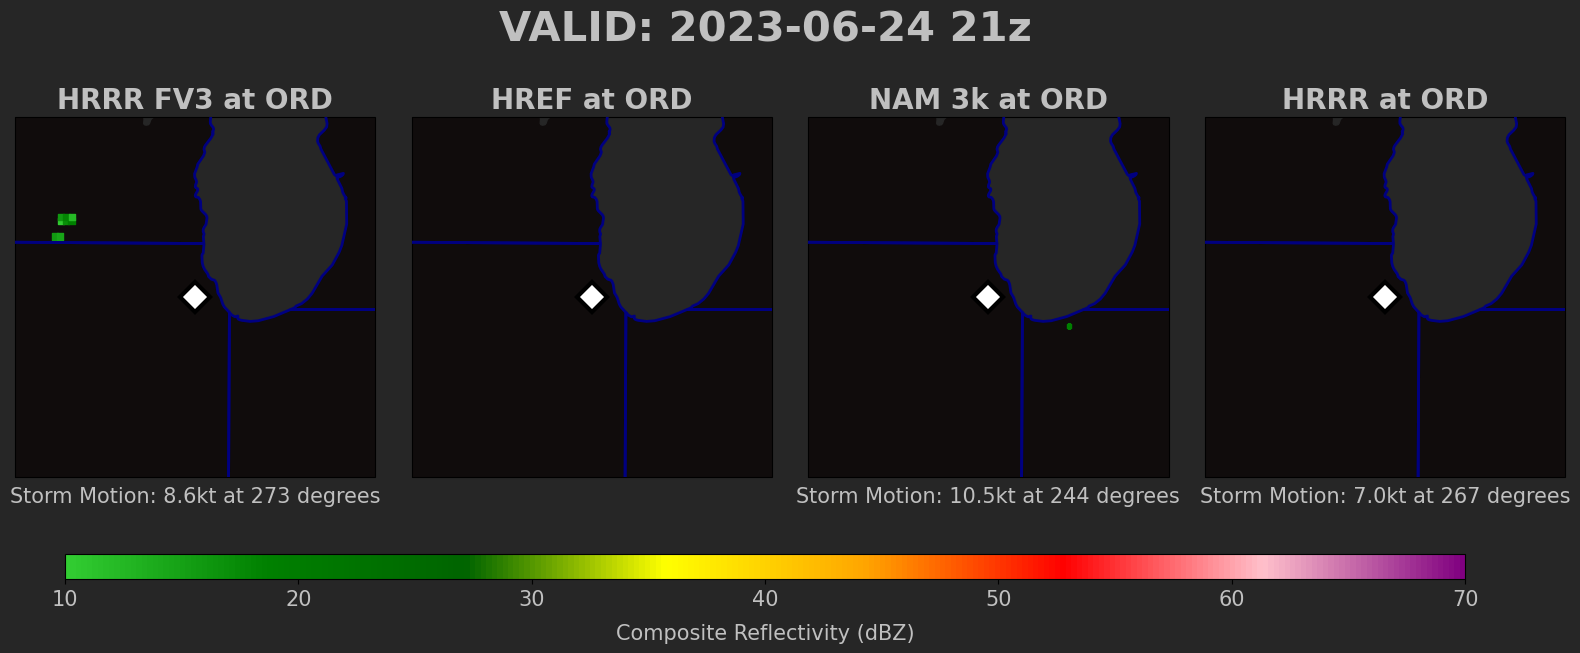 VALID: 2023-06-24 21z
HRRR FV3 at ORD
HREF at ORD
NAM 3k at ORD
HRRR at ORD
Storm Motion: 8.6kt at 273 degrees
Storm Motion: 10.5kt at 244 degrees
Storm Motion: 7.0kt at 267 degrees
10 20 30 40 50 60 70
Composite Reflectivity (dBZ)